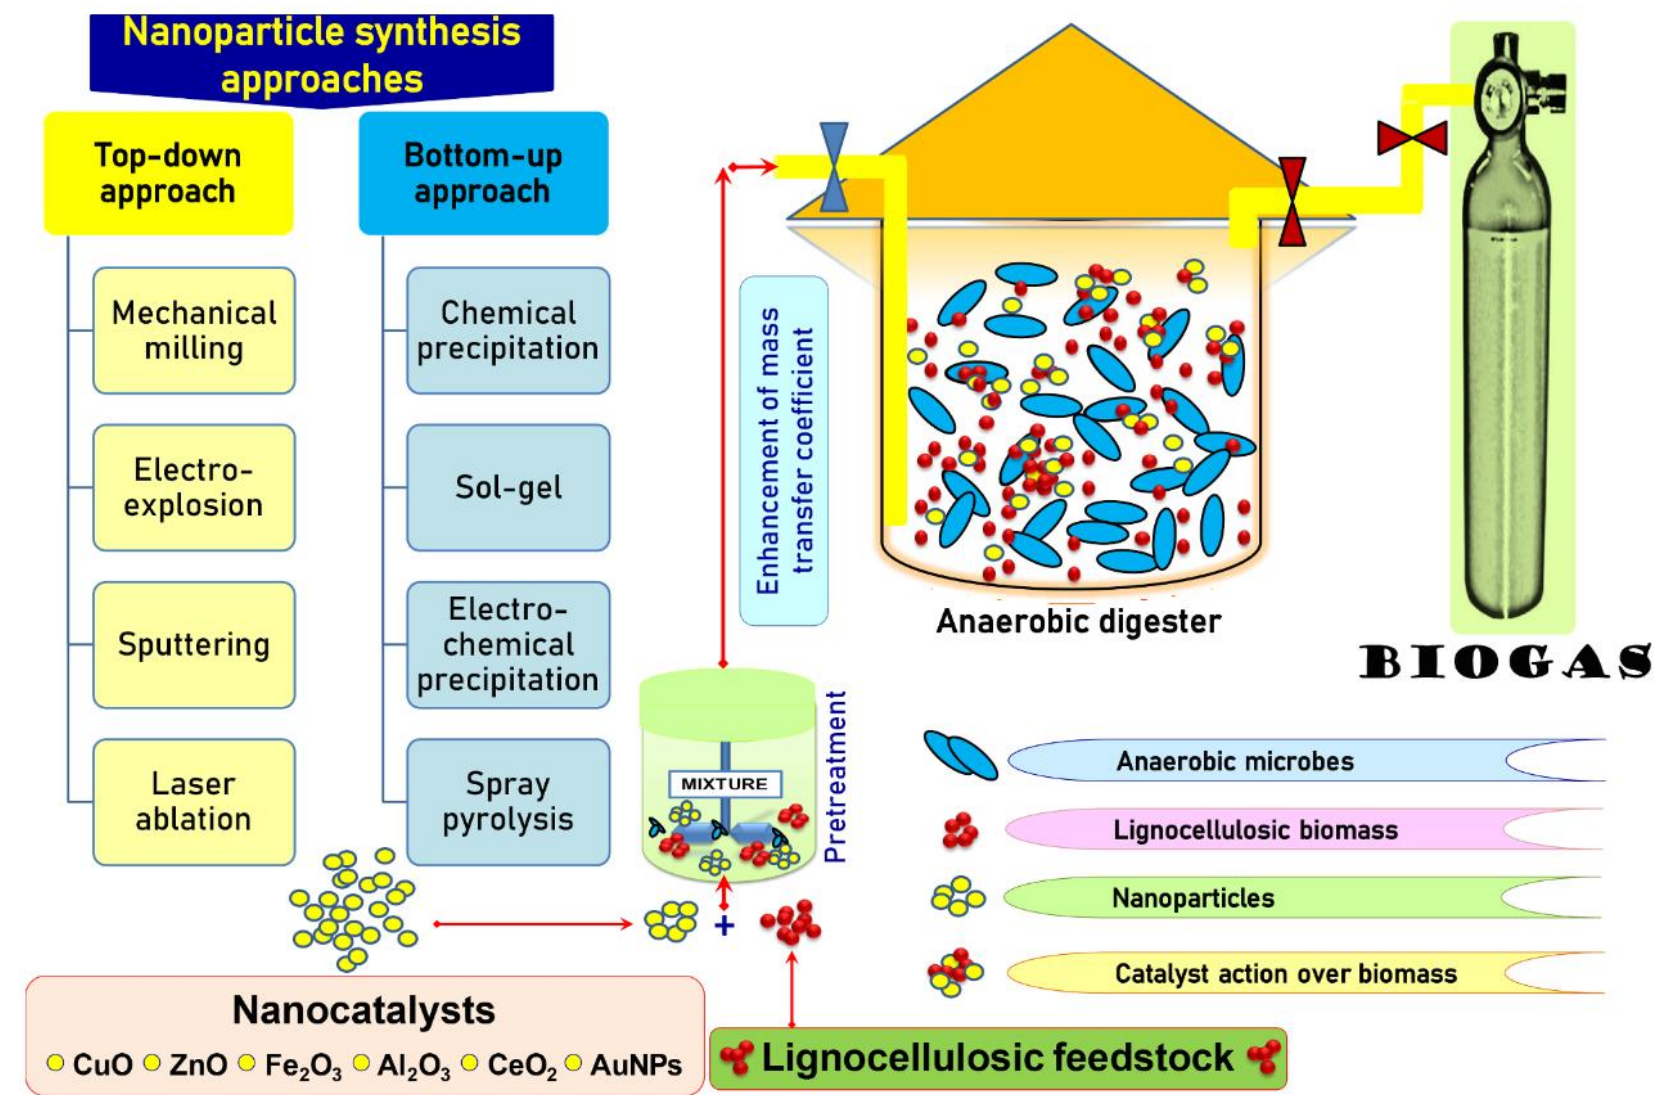 Nanoparticle synthesis
approaches
Top-down
approach
Mechanical
milling
Electro-
explosion
Sputtering
Laser
ablation
Bottom-up
approach
Chemical
precipitation
Sol-gel
Electro-
chemical
precipitation
Spray
pyrolysis
Enhancement of mass
transfer coefficient
MIXTURE
Pretreatment
+
Nanocatalysts
CuO ZnO Fe₂O₃ Al₂O₃ CeO₂ AuNPs
Lignocellulosic feedstock
Anaerobic digester
BIOGAS
Anaerobic microbes
Lignocellulosic biomass
Nanoparticles
Catalyst action over biomass